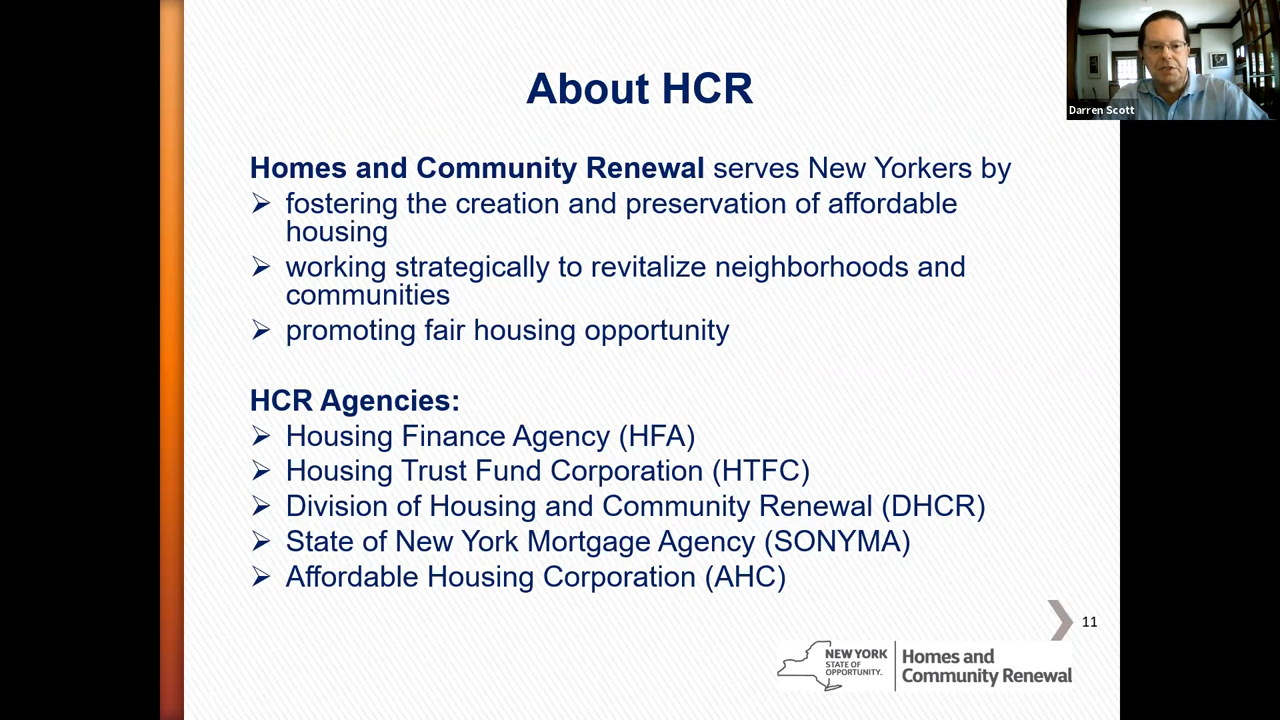 About HCR
Darren Scott
Homes and Community Renewal serves New Yorkers by
➢ fostering the creation and preservation of affordable
housing
➢ working strategically to revitalize neighborhoods and
communities
➢ promoting fair housing opportunity
HCR Agencies:
➢ Housing Finance Agency (HFA)
➢ Housing Trust Fund Corporation (HTFC)
➢ Division of Housing and Community Renewal (DHCR)
➢ State of New York Mortgage Agency (SONYMA)
➢ Affordable Housing Corporation (AHC)
11
NEW YORK
STATE OF
OPPORTUNITY™
Homes and
Community Renewal